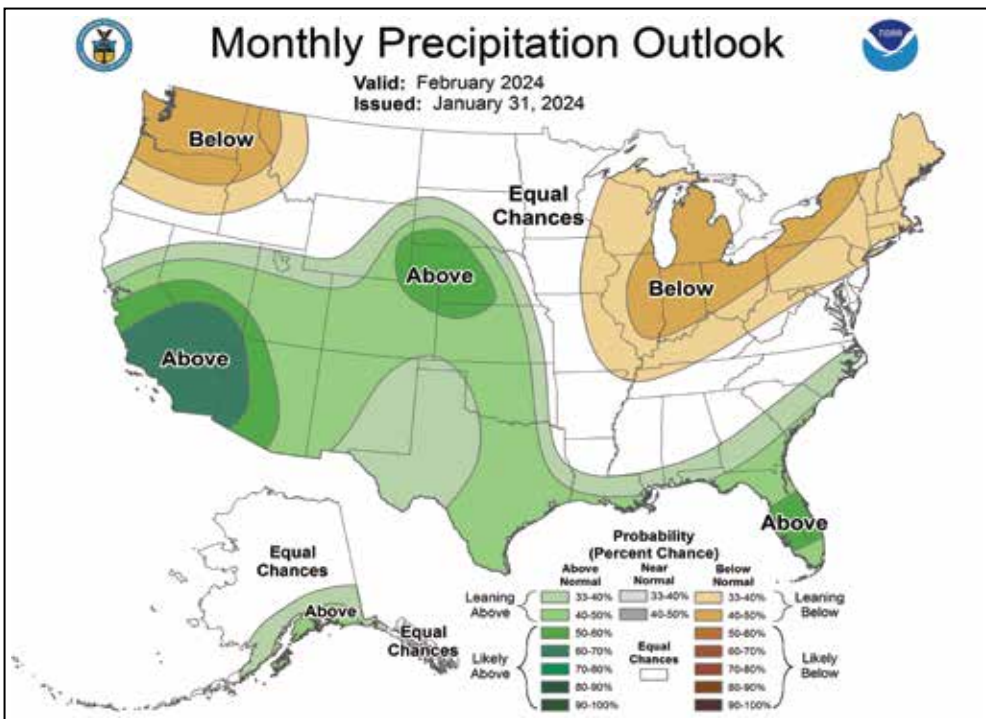 Monthly Precipitation Outlook
noaa
Valid: February 2024
Issued: January 31, 2024
Below
Equal
Chances
Above
Below
Above
Above
Equal
Chances
Above
Equal
Chances
Probability
(Percent Chance)
Above
Normal
Near
Normal
Below
Normal
Leaning
Above
33-40%
40-50%
33-40%
40-50%
33-40%
40-50%
Leaning
Below
Likely
Above
50-60%
60-70%
70-80%
80-90%
90-100%
Equal
Chances
50-60%
60-70%
70-80%
80-90%
90-100%
Likely
Below